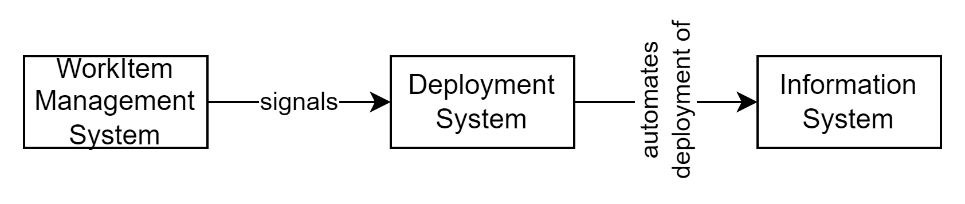 WorkItem
Management
System
signals
Deployment
System
automates
deployment of
Information
System